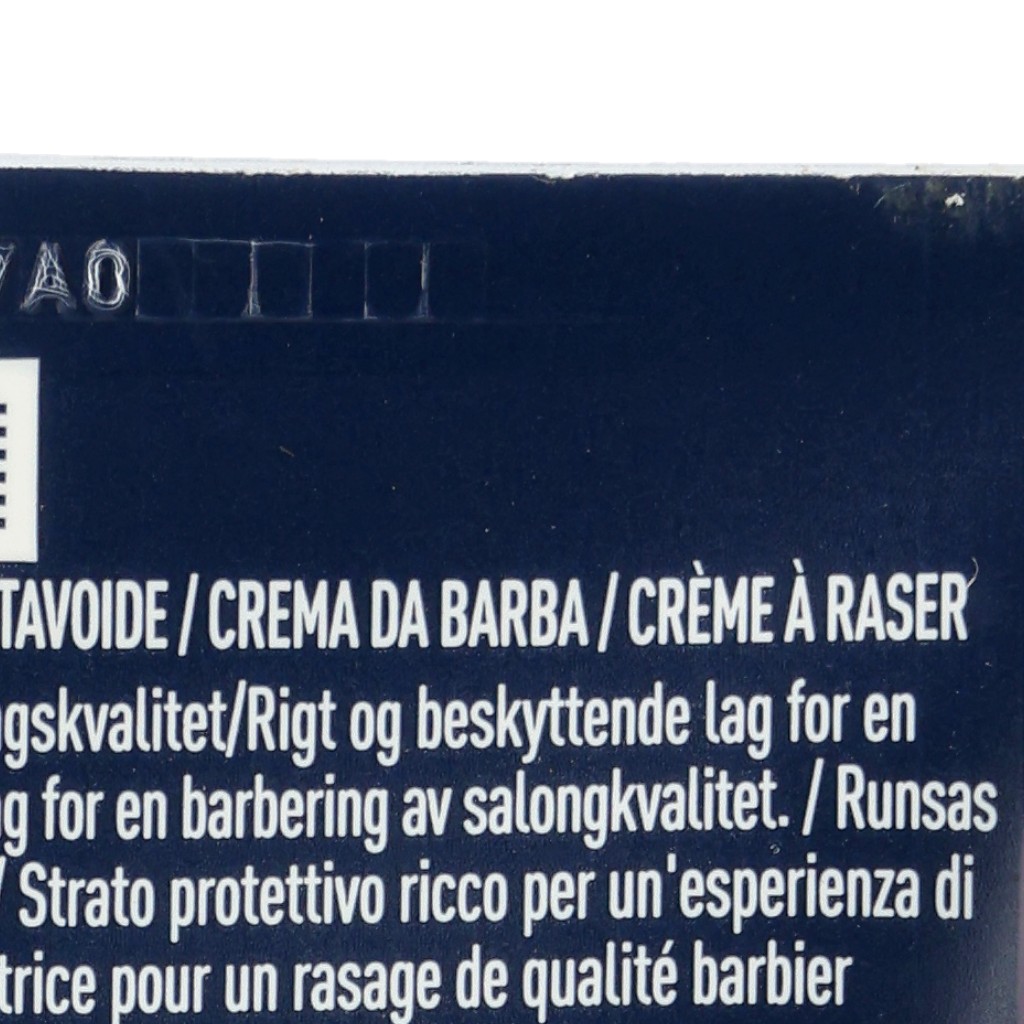 7A0
TAVOIDE / CREMA DA BARBA / CRÈME À RASER
gskvalitet/Rigt og beskyttende lag for en
g for en barbering av salongkvalitet. / Runsas
/ Strato protettivo ricco per un'esperienza di
trice pour un rasage de qualité barbier